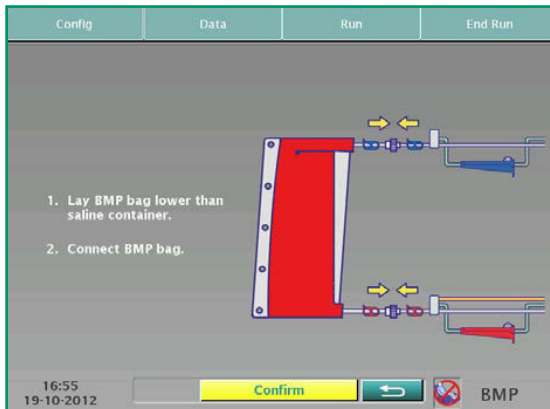 Config Data Run End Run
1. Lay BMP bag lower than
saline container.
2. Connect BMP bag.
16:55
19-10-2012
Confirm
BMP